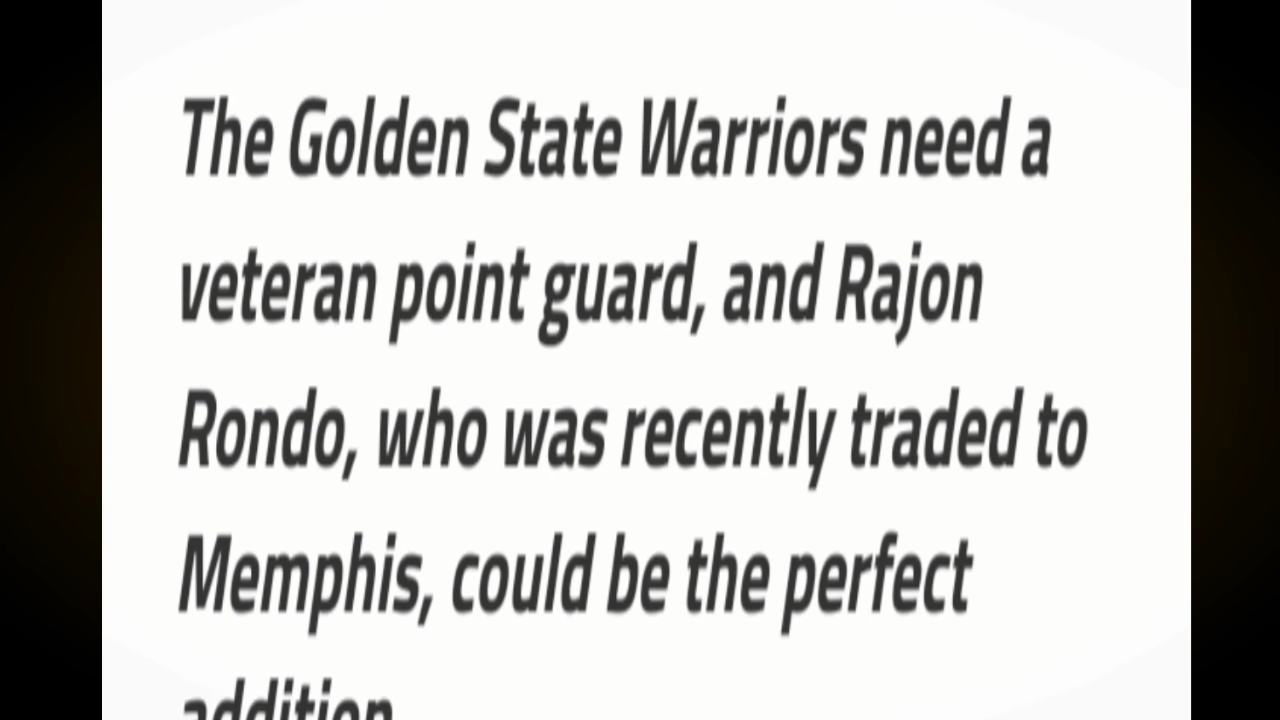 The Golden State Warriors need a
veteran point guard, and Rajon
Rondo, who was recently traded to
Memphis, could be the perfect
addition